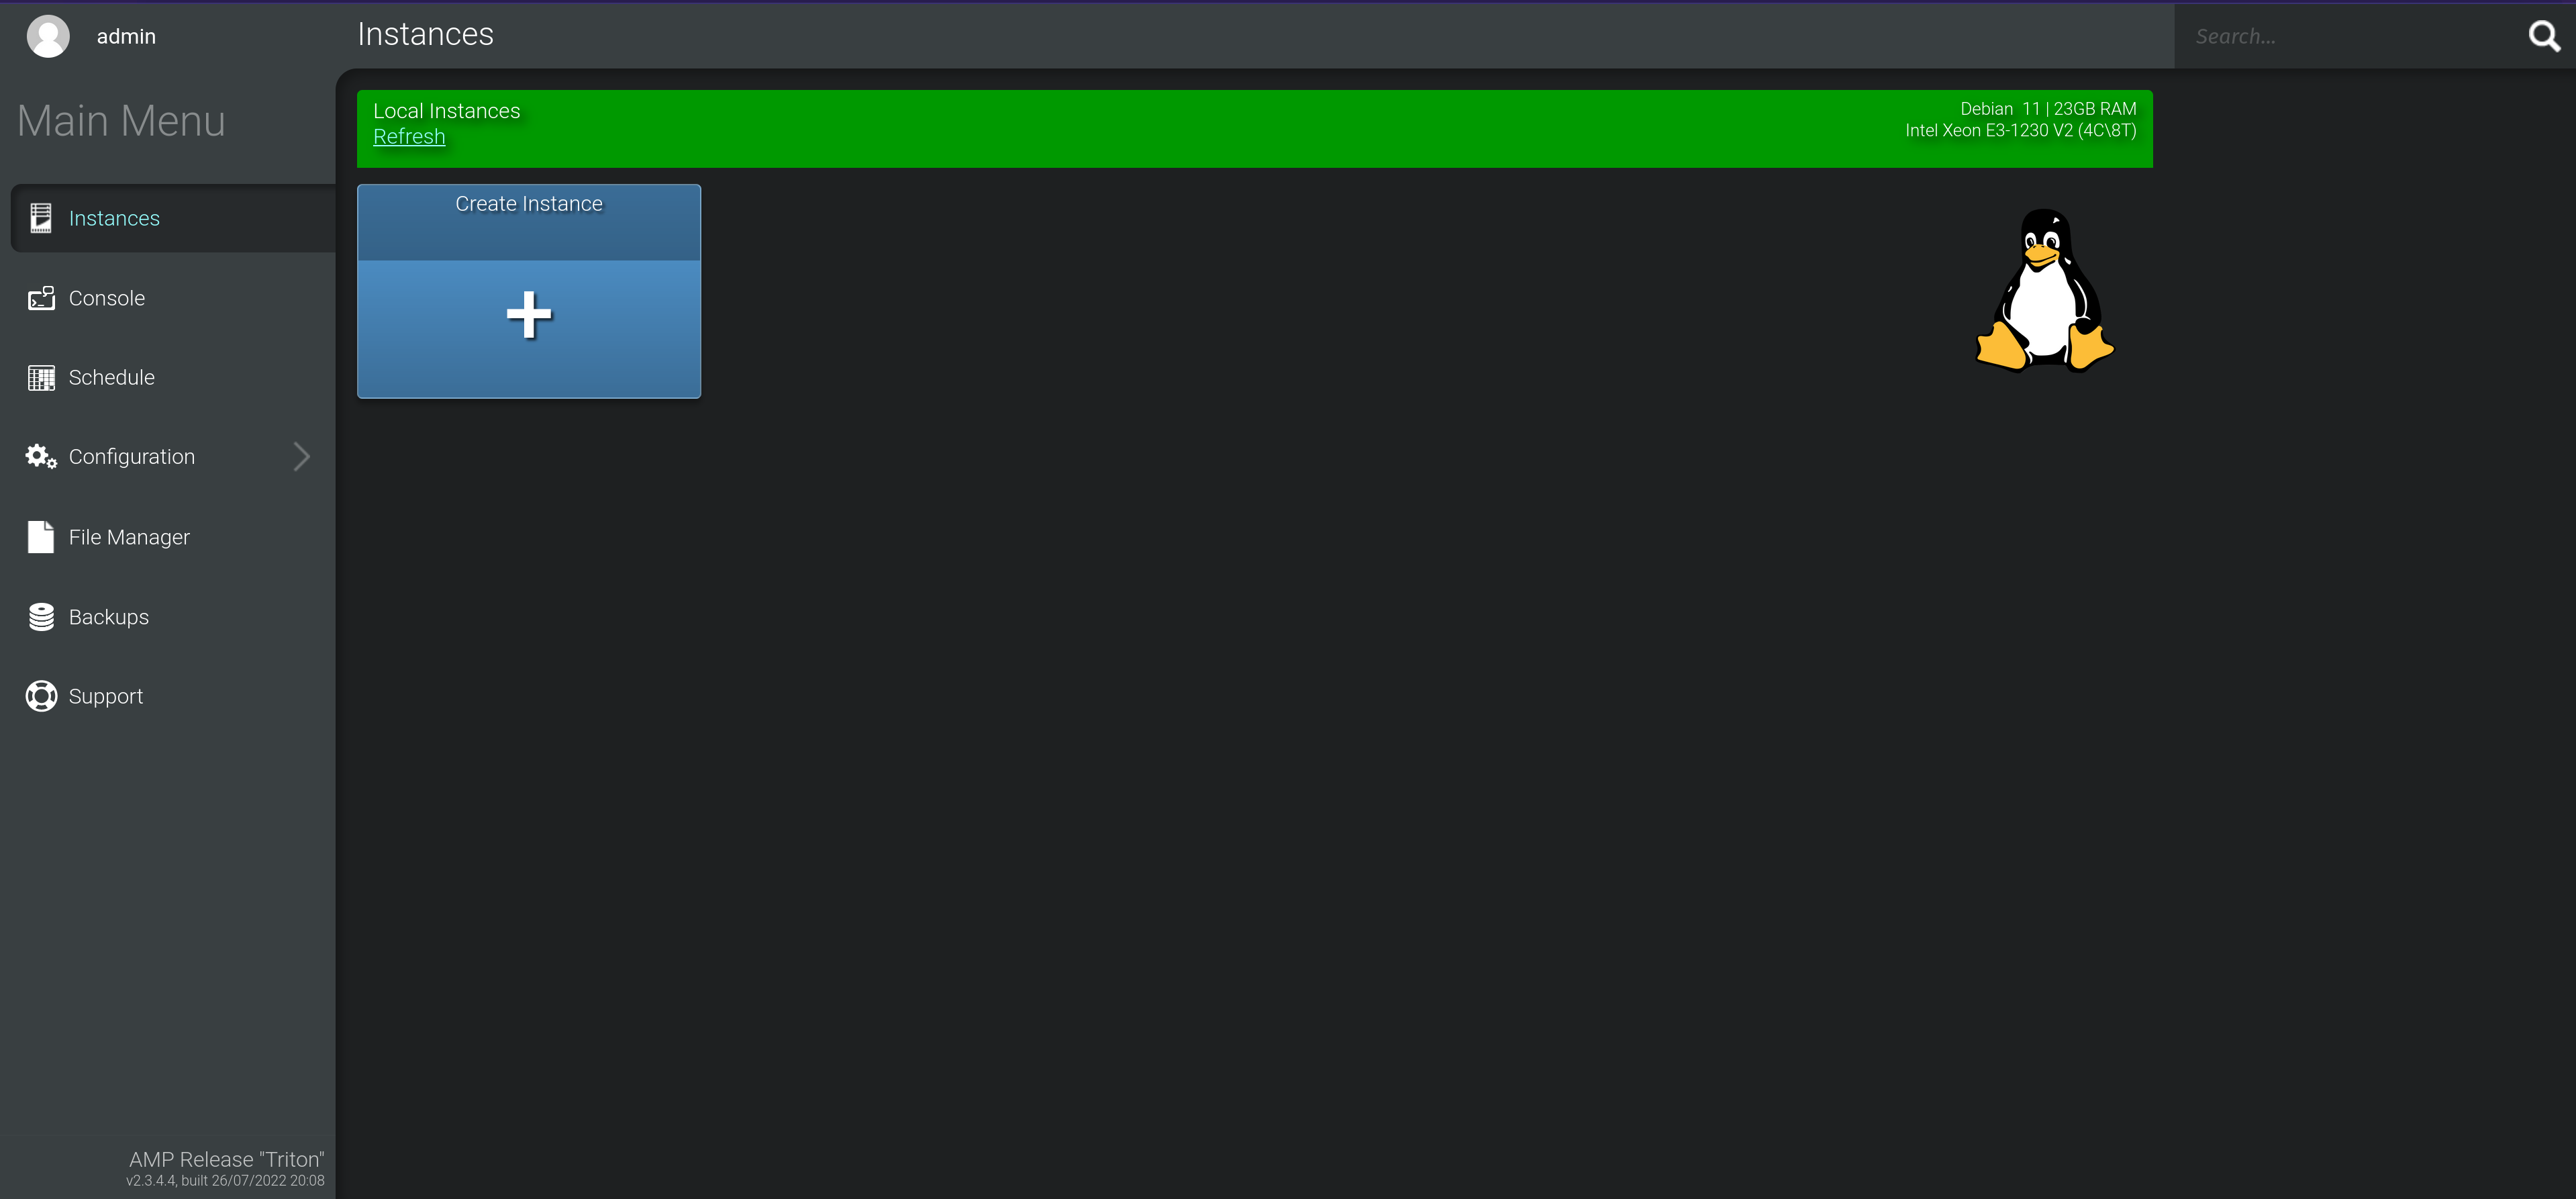 admin
Instances
Search...
Main Menu
Local Instances
Refresh
Debian  11 | 23GB RAM
Intel Xeon E3-1230 V2 (4C\8T)
Instances
Create Instance
Console
Schedule
Configuration
File Manager
Backups
Support
AMP Release "Triton"
v2.3.4.4, built 26/07/2022 20:08